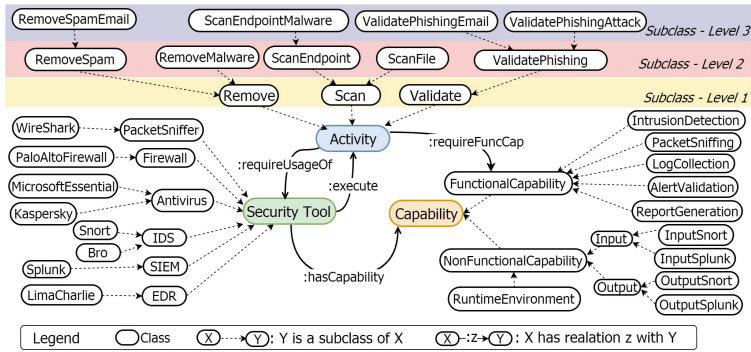 RemoveSpamEmail
ScanEndpointMalware
ValidatePhishingEmail
ValidatePhishingAttack
Subclass - Level 3
RemoveSpam
RemoveMalware
ScanEndpoint
ScanFile
ValidatePhishing
Subclass - Level 2
Remove
Scan
Validate
Subclass - Level 1
WireShark
PacketSniffer
Activity
:requireFuncCap
IntrusionDetection
PaloAltoFirewall
Firewall
:requireUsageOf
PacketSniffing
:execute
LogCollection
MicrosoftEssential
Antivirus
FunctionalCapability
AlertValidation
Kaspersky
Security Tool
Capability
ReportGeneration
Snort
IDS
Input
InputSnort
Bro
NonFunctionalCapability
InputSplunk
Splunk
SIEM
:hasCapability
Output
OutputSnort
LimaCharlie
EDR
RuntimeEnvironment
OutputSplunk
Legend Class X Y : Y is a subclass of X X :z Y : X has realation z with Y